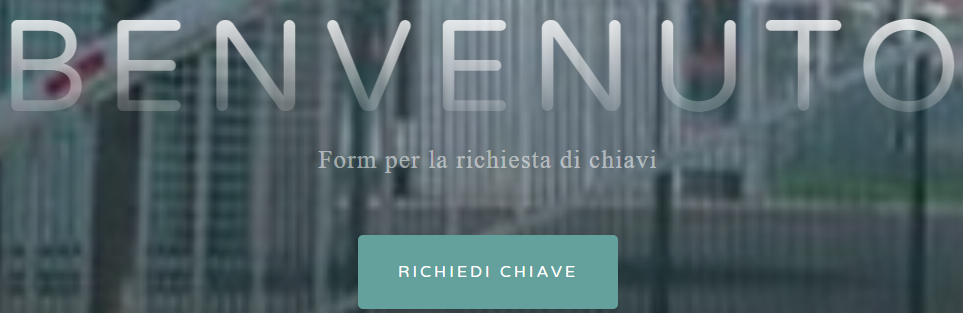 BENVENUTO
Form per la richiesta di chiavi
RICHIEDI CHIAVE